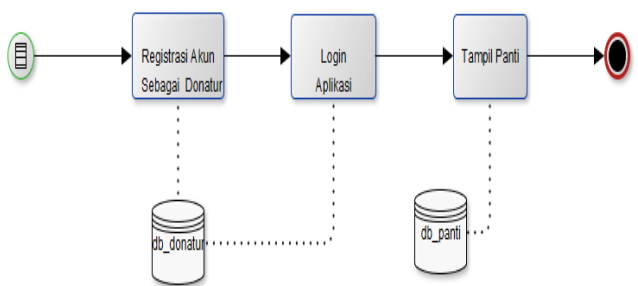 Registrasi Akun
Sebagai Donatur
Login
Aplikasi
Tampil Panti
db_donatur
db_panti